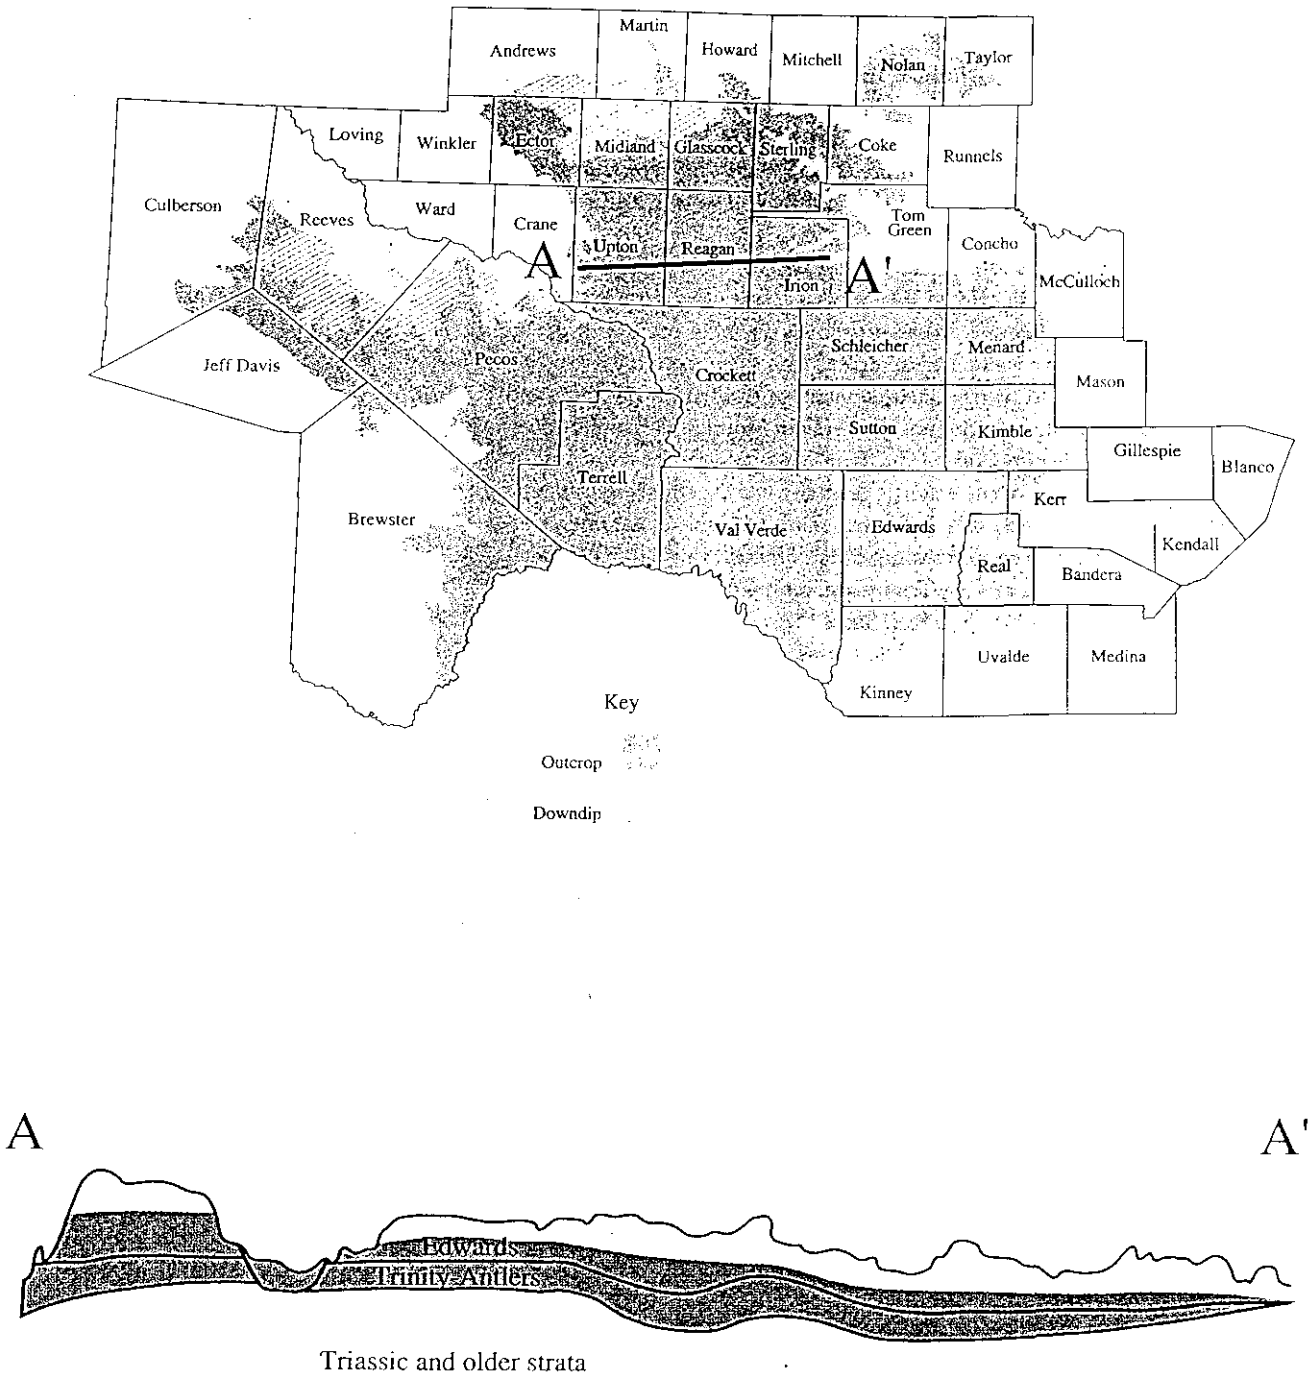 Martin
Andrews
Howard
Mitchell
Nolan
Taylor
Loving
Winkler
Ector
Midland
Glasscock
Sterling
Coke
Runnels
Culberson
Reeves
Ward
Crane
Upton
Reagan
Tom
Green
Concho
A
A'
Irion
McCulloch
Jeff Davis
Pecos
Crockett
Schleicher
Menard
Mason
Sutton
Kimble
Gillespie
Blanco
Terrell
Kerr
Brewster
Val Verde
Edwards
Kendall
Real
Bandera
Uvalde
Medina
Kinney
Key
Outcrop
Downdip
A
A'
Edwards
Trinity-Antlers
Triassic and older strata